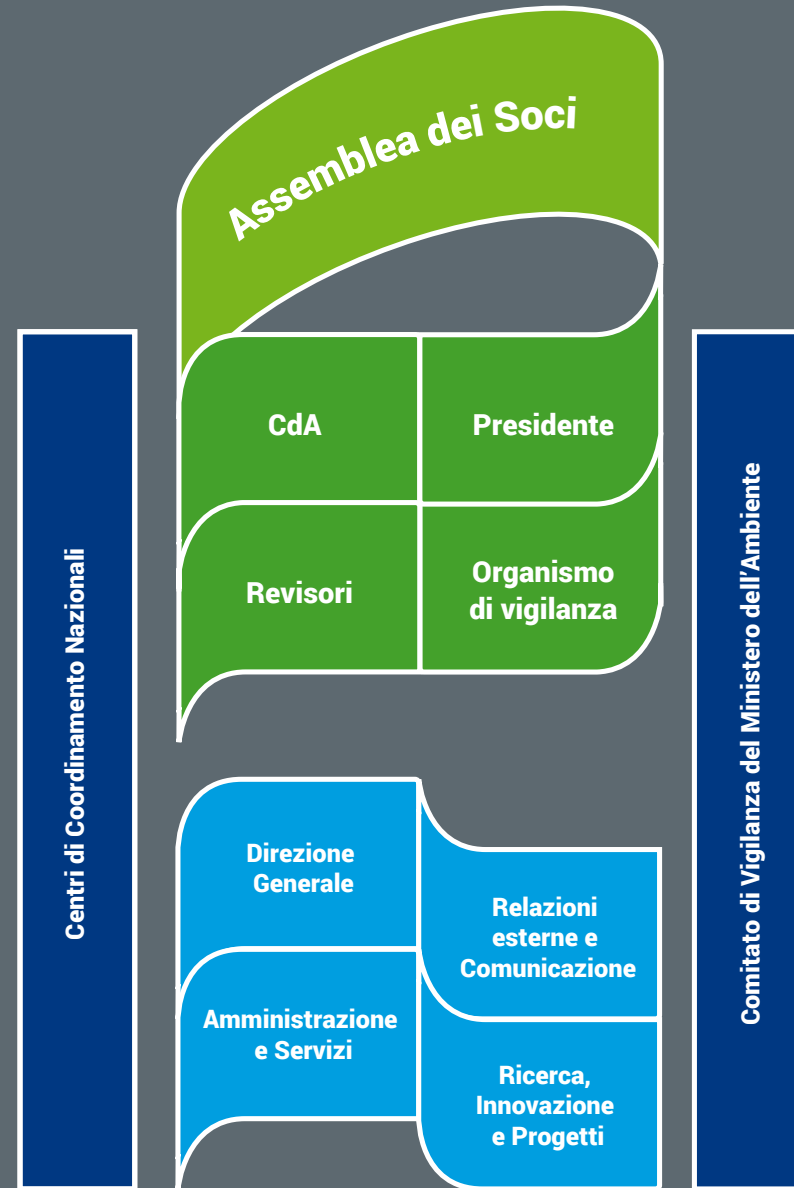 Assemblea dei Soci
CdA
Presidente
Revisori
Organismo
di vigilanza
Centri di Coordinamento Nazionali
Comitato di Vigilanza del Ministero dell'Ambiente
Direzione
Generale
Relazioni
esterne e
Comunicazione
Amministrazione
e Servizi
Ricerca,
Innovazione
e Progetti